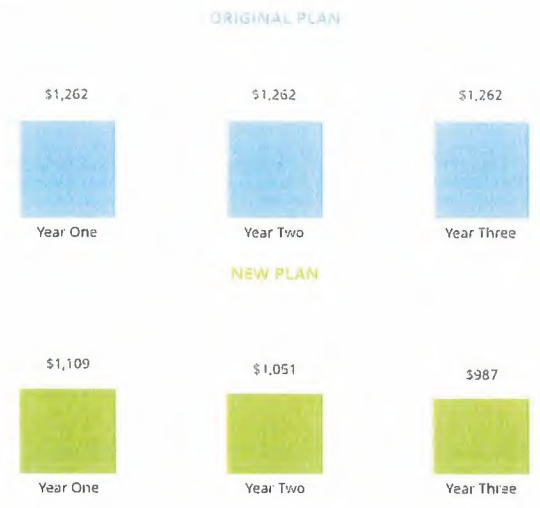 ORIGINAL PLAN
$1,262 $1,262 $1,262
Year One Year Two Year Three
NEW PLAN
$1,109 $1,051 $987
Year One Year Two Year Three